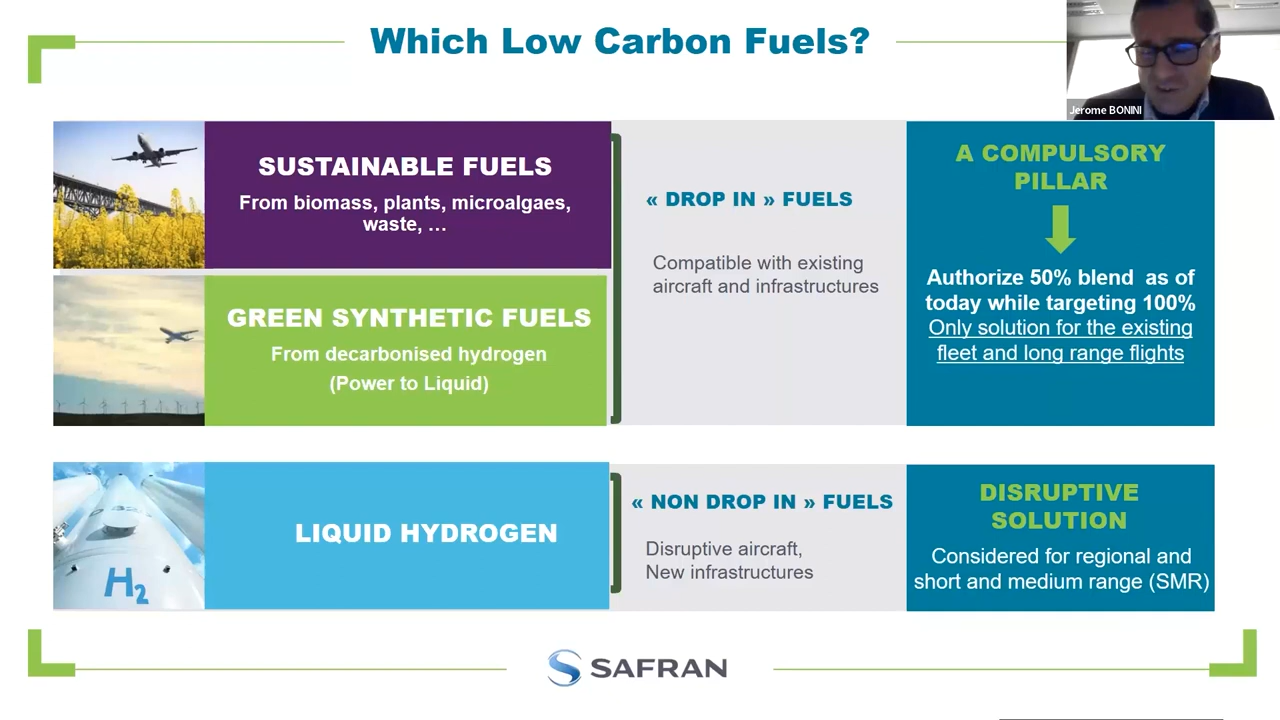 Which Low Carbon Fuels?
Jerome BONINI
SUSTAINABLE FUELS
From biomass, plants, microalgaes,
waste, …
GREEN SYNTHETIC FUELS
From decarbonised hydrogen
(Power to Liquid)
« DROP IN » FUELS
Compatible with existing
aircraft and infrastructures
A COMPULSORY
PILLAR
Authorize 50% blend as of
today while targeting 100%
Only solution for the existing
fleet and long range flights
H2
LIQUID HYDROGEN
« NON DROP IN » FUELS
Disruptive aircraft,
New infrastructures
DISRUPTIVE
SOLUTION
Considered for regional and
short and medium range (SMR)
SAFRAN